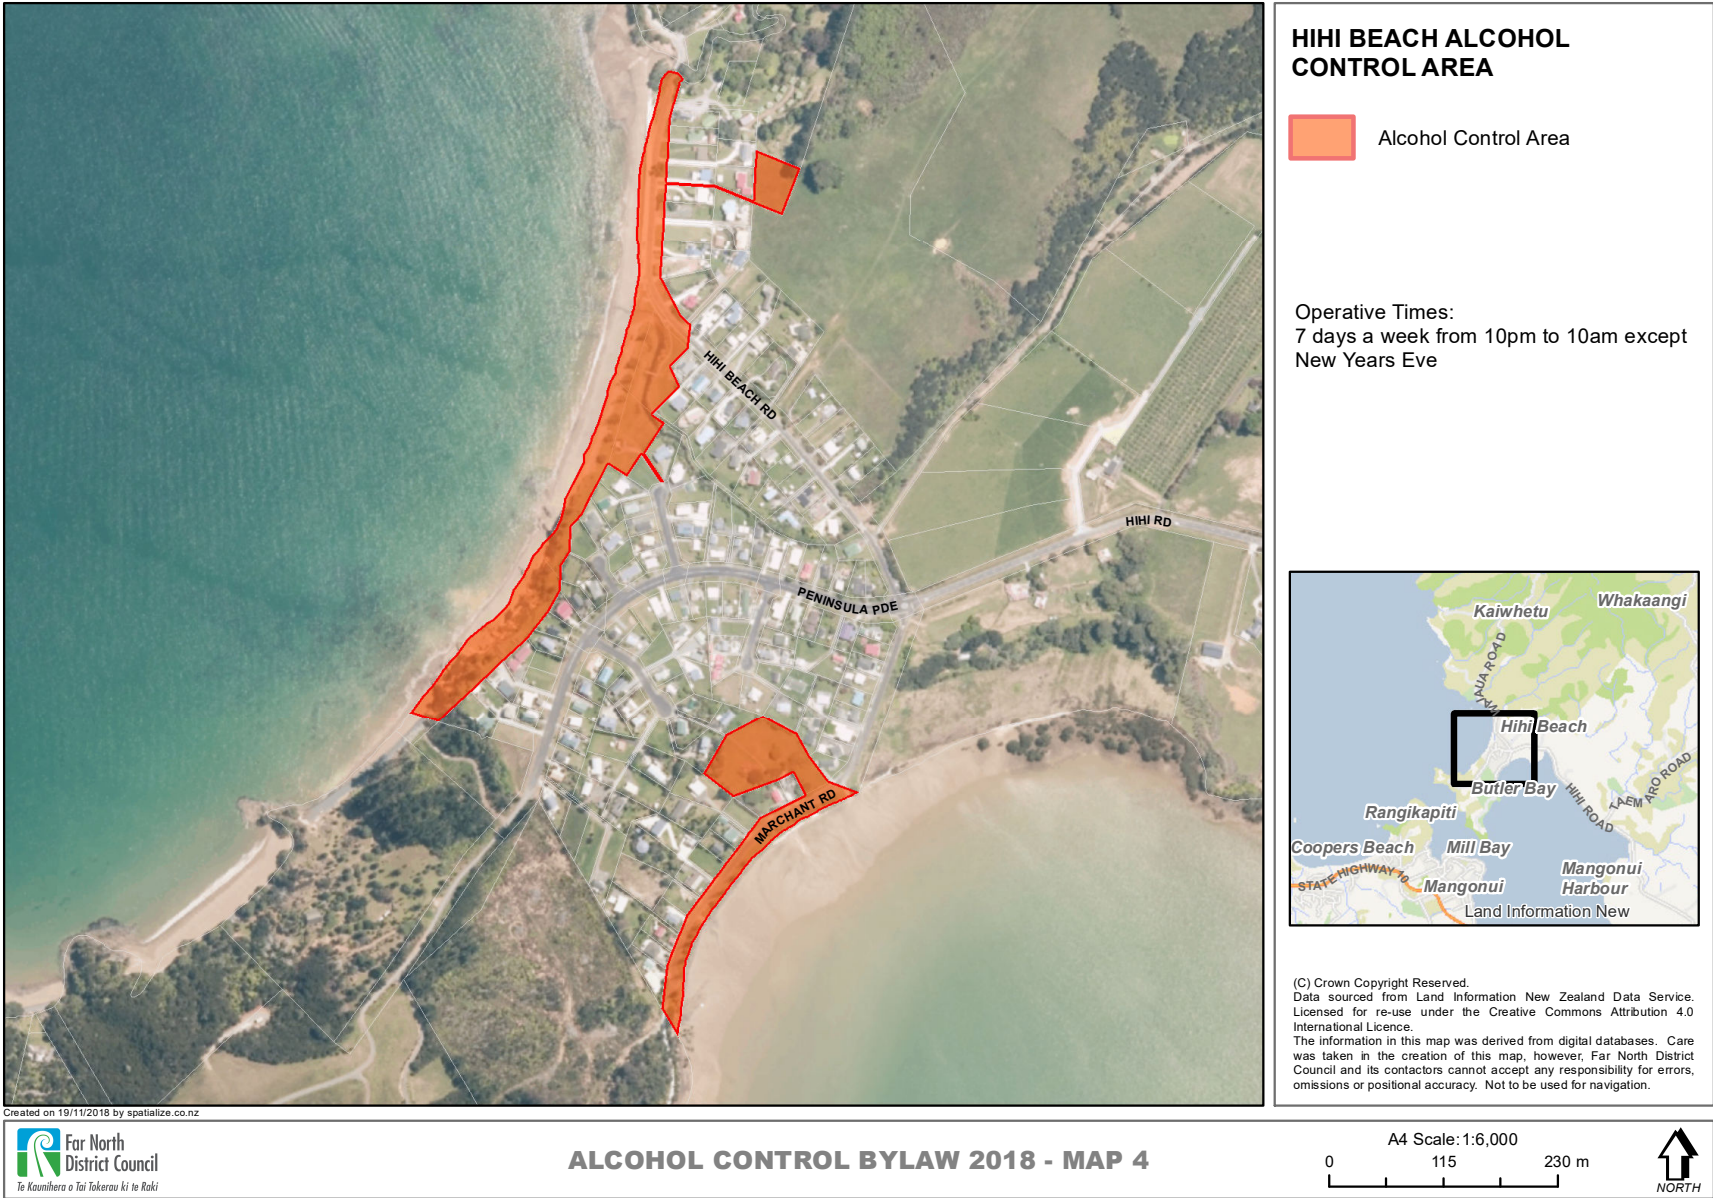 HIHI BEACH ALCOHOL
CONTROL AREA
Alcohol Control Area
Operative Times:
7 days a week from 10pm to 10am except
New Years Eve
HIHI BEACH RD
HIHI RD
PENINSULA PDE
MARCHANT RD
Kaiwhetu
Whakaangi
Hihi Beach
Butler Bay
HIHI ROAD
Rangikapiti
Coopers Beach
Mill Bay
STATE HIGHWAY 10
Mangonui
Mangonui
Harbour
Land Information New
(C) Crown Copyright Reserved.
Data sourced from Land Information New Zealand Data Service.
Licensed for re-use under the Creative Commons Attribution 4.0
International Licence.
The information in this map was derived from digital databases. Care
was taken in the creation of this map, however, Far North District
Council and its contactors cannot accept any responsibility for errors,
omissions or positional accuracy. Not to be used for navigation.
Created on 19/11/2018 by spatialize.co.nz
Far North
District Council
Te Kaunihera o Tai Tokerau ki te Raki
ALCOHOL CONTROL BYLAW 2018 - MAP 4
A4 Scale: 1:6,000
0 115 230 m
NORTH